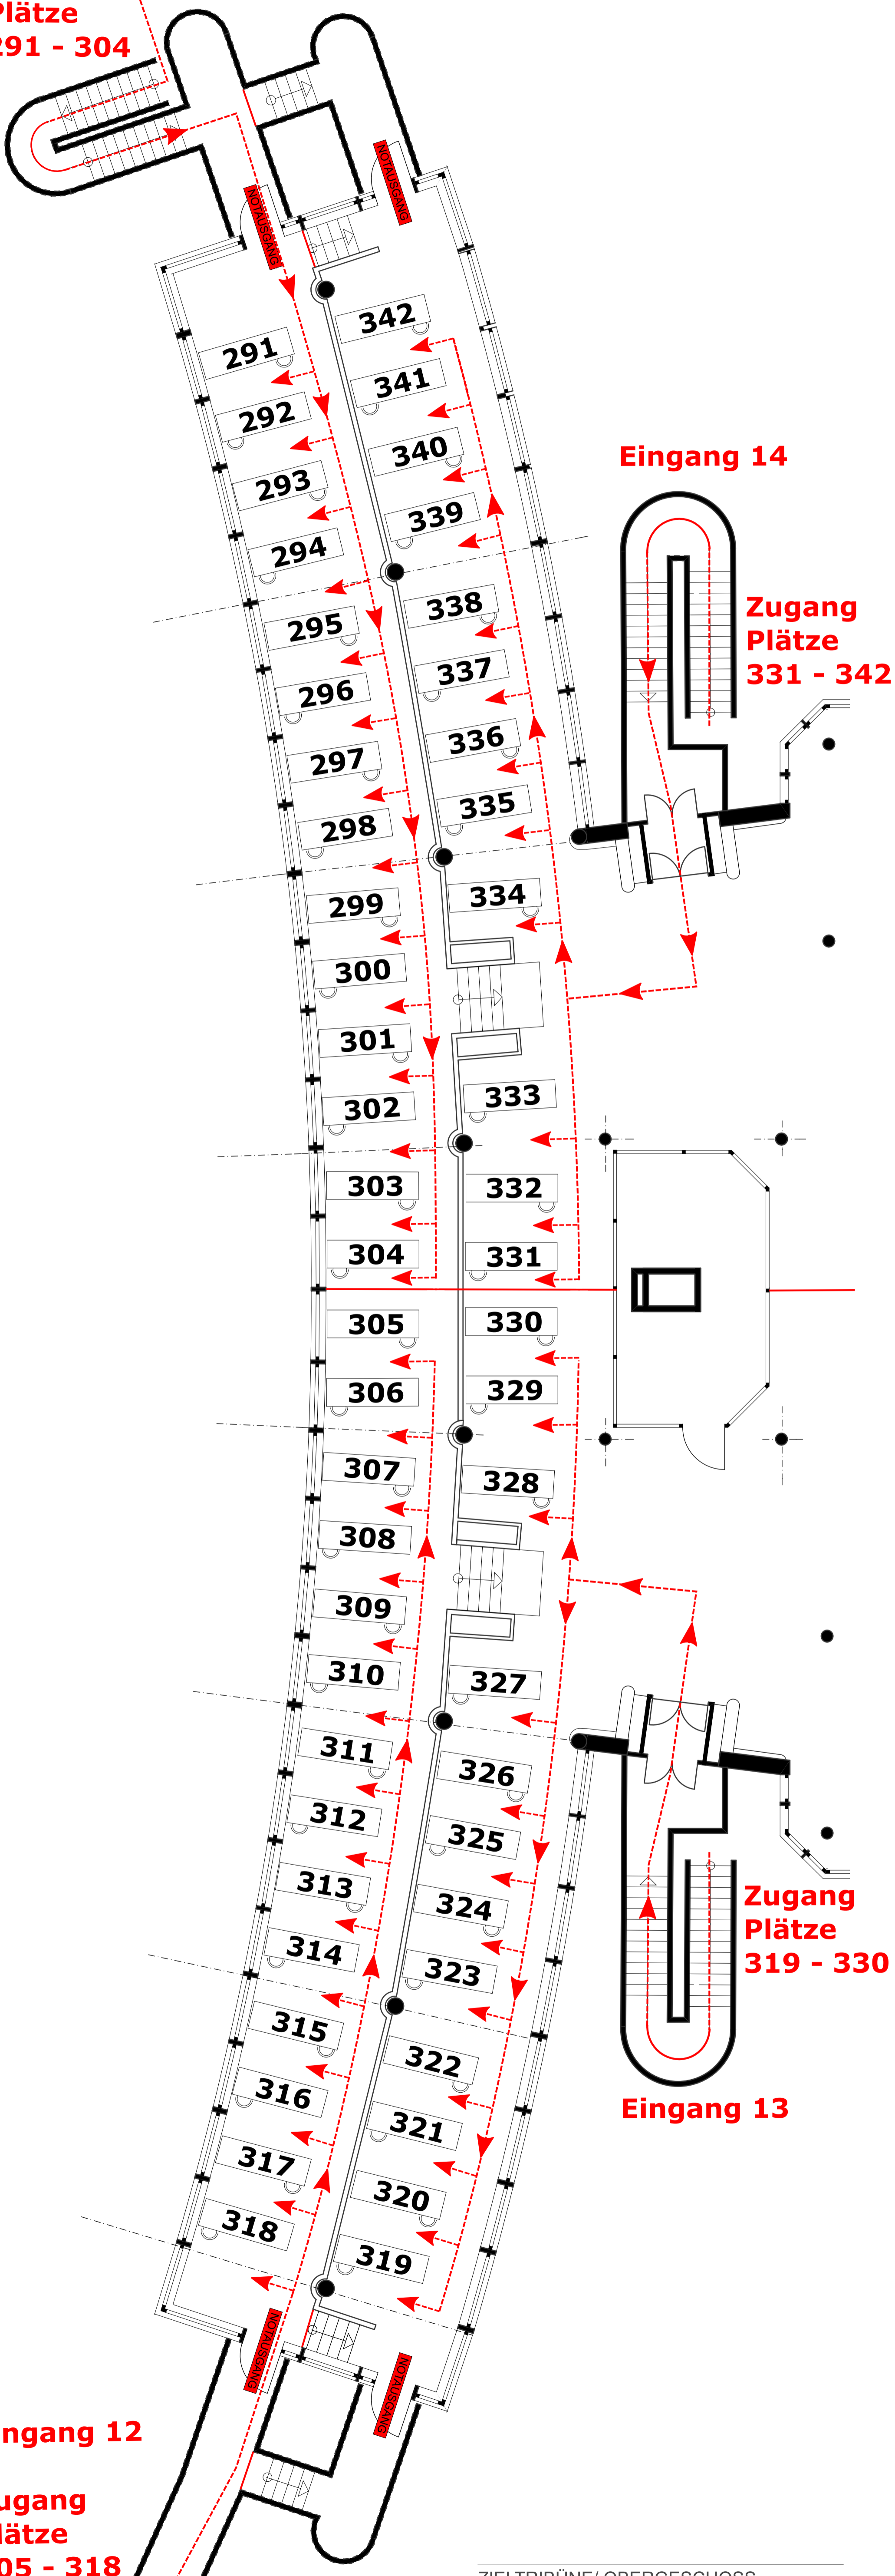 Plätze
291 - 304
NOTAUSGANG
NOTAUSGANG
342
291
341
292
340
Eingang 14
293
339
294
338
Zugang
Plätze
331 - 342
295
337
296
336
297
335
298
334
299
300
301
333
302
303
332
304
331
305
330
306
329
307
328
308
309
310
327
311
326
312
325
313
324
Zugang
Plätze
319 - 330
314
323
315
322
316
321
Eingang 13
317
320
318
319
NOTAUSGANG
NOTAUSGANG
ngang 12
ugang
lätze
05 - 318
ZIELTRIBÜNE/ OBERGESCHOSS